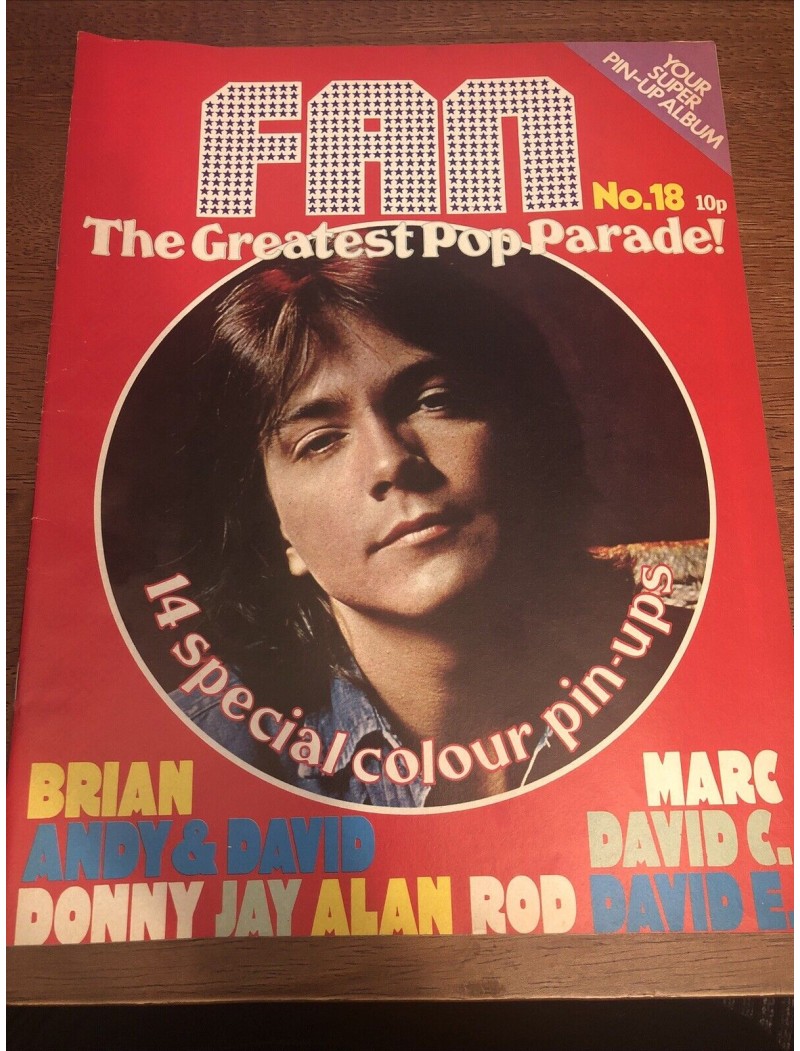 YOUR
SUPER
PIN-UP ALBUM
FAN
No.18 10p
The Greatest Pop Parade!
14 special colour pin-ups
BRIAN
MARC
ANDY & DAVID
DAVID C.
DONNY JAY ALAN ROD DAVID E.